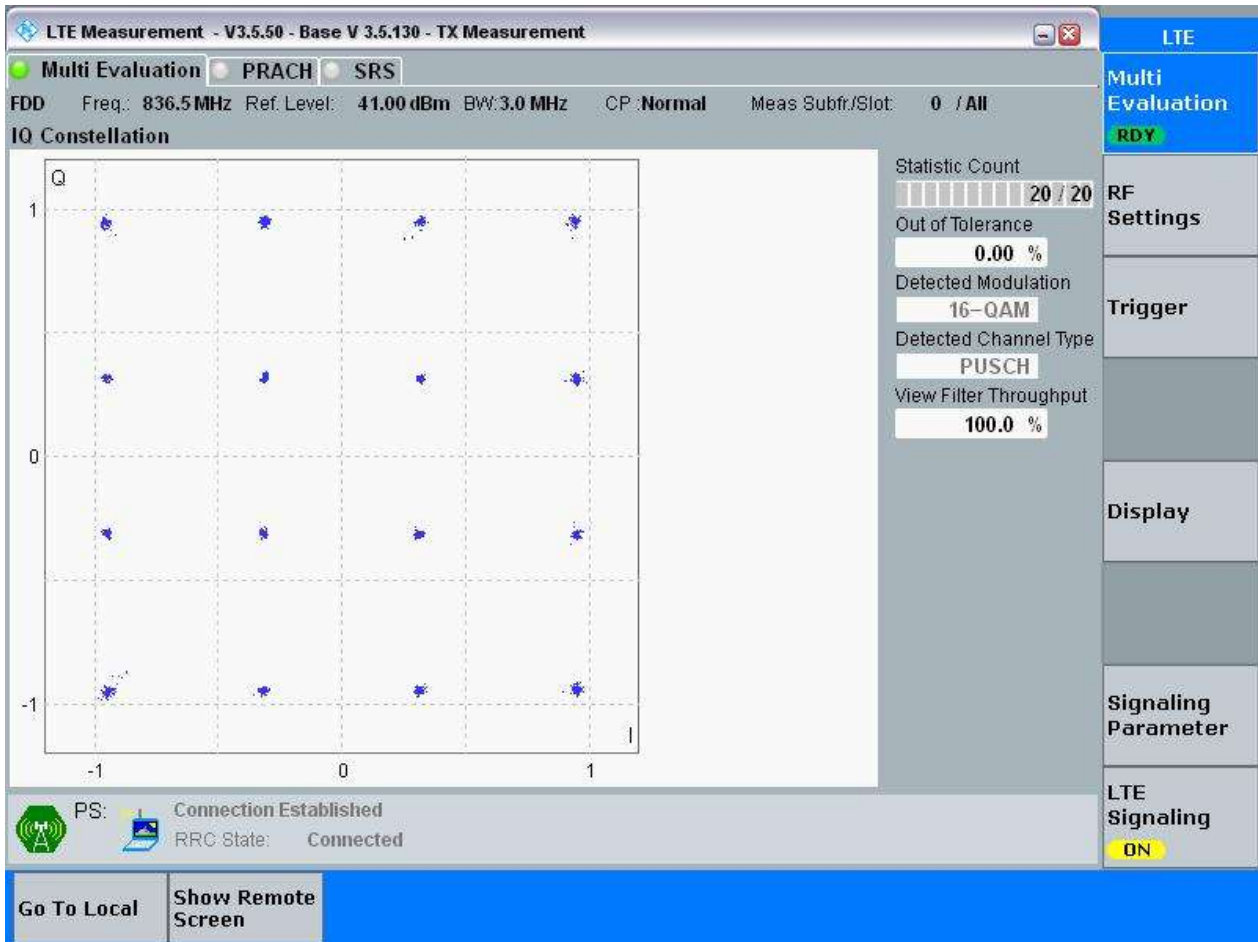 LTE Measurement - V3.5.50 - Base V 3.5.130 - TX Measurement
Multi Evaluation PRACH SRS
FDD Freq.: 836.5 MHz Ref. Level: 41.00 dBm BW: 3.0 MHz CP : Normal Meas Subfr./Slot: 0 / All
IQ Constellation
Q
1
0
-1
-1 0 1
I
Statistic Count
20 / 20
Out of Tolerance
0.00 %
Detected Modulation
16-QAM
Detected Channel Type
PUSCH
View Filter Throughput
100.0 %
PS:
Connection Established
RRC State: Connected
LTE
Multi
Evaluation
RDY
RF
Settings
Trigger
Display
Signaling
Parameter
LTE
Signaling
ON
Go To Local
Show Remote
Screen